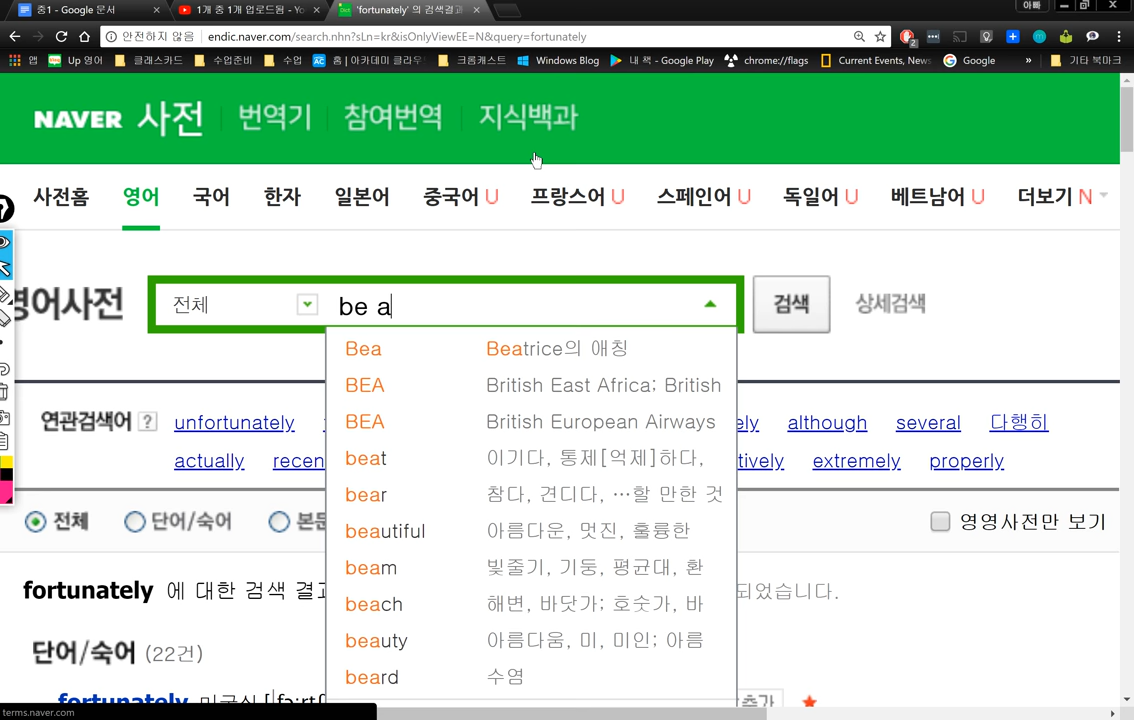 중1 - Google 문서
1개 중 1개 업로드됨 - Yo
'fortunately' 의 검색결과
아빠
안전하지 않음
endic.naver.com/search.nhn?sLn=kr&isOnlyViewEE=N&query=fortunately
앱 Up 영어 클래스카드 수업준비 수업 홈 | 아카데미 클라우 크롬캐스트 Windows Blog 내 책 - Google Play chrome://flags Current Events, New Google » 기타 북마크
NAVER 사전 번역기 참여번역 지식백과
사전홈 영어 국어 한자 일본어 중국어 U 프랑스어 U 스페인어 U 독일어 U 베트남어 U 더보기 N
영어사전 전체 be a 검색 상세검색
Bea Beatrice의 애칭
BEA British East Africa; British
BEA British European Airways
beat 이기다, 통제[억제]하다,
bear 참다, 견디다, …할 만한 것
beautiful 아름다운, 멋진, 훌륭한
beam 빛줄기, 기둥, 평균대, 환
beach 해변, 바닷가; 호숫가, 바
beauty 아름다움, 미, 미인; 아름
beard 수염
연관검색어 ? unfortunately ely although several 다행히
actually recen tively extremely properly
전체 단어/숙어 본문 영영사전만 보기
fortunately 에 대한 검색 결과 되었습니다.
단어/숙어 (22건)
fortunately 미국식
추가
terms.naver.com